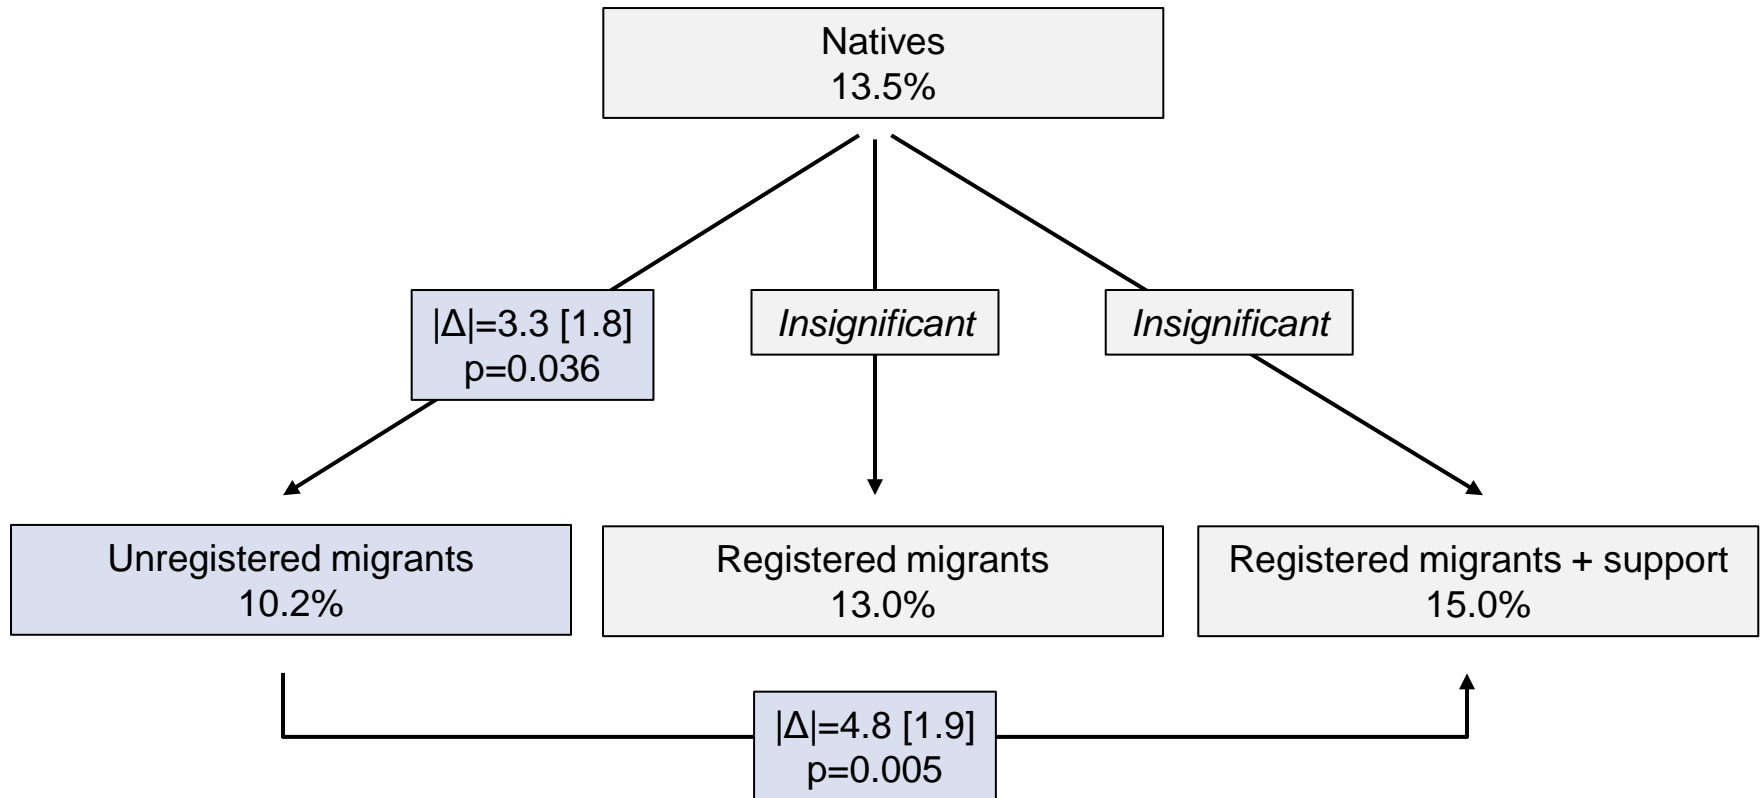 Natives
13.5%
|Δ|=3.3 [1.8]
p=0.036
Insignificant
Insignificant
Unregistered migrants
10.2%
Registered migrants
13.0%
Registered migrants + support
15.0%
|Δ|=4.8 [1.9]
p=0.005